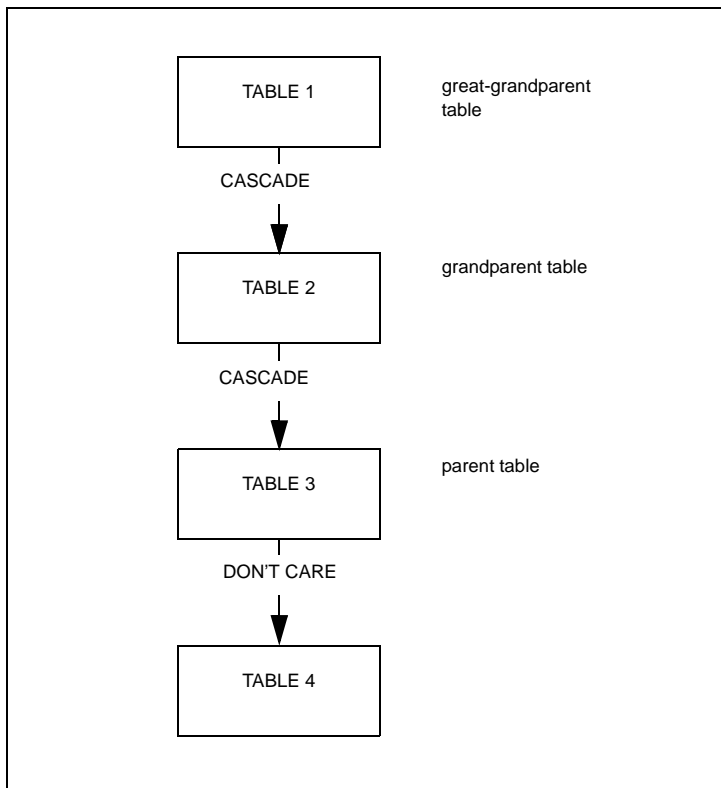 TABLE 1
great-grandparent
table
CASCADE
TABLE 2
grandparent table
CASCADE
TABLE 3
parent table
DON'T CARE
TABLE 4